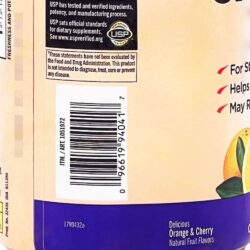 USP has tested and verified ingredients,
potency, and manufacturing process.
USP sets official standards
for dietary supplements.
See www.uspverified.org
USP
*These statements have not been evaluated by
the Food and Drug Administration. This product
is not intended to diagnose, treat, cure or prevent
any disease.
FRESHNESS AND
ITM. / ART. 1051972
0 96619 94041 7
For
Helps
May
Delicious
Orange & Cherry
Natural Fruit Flavors